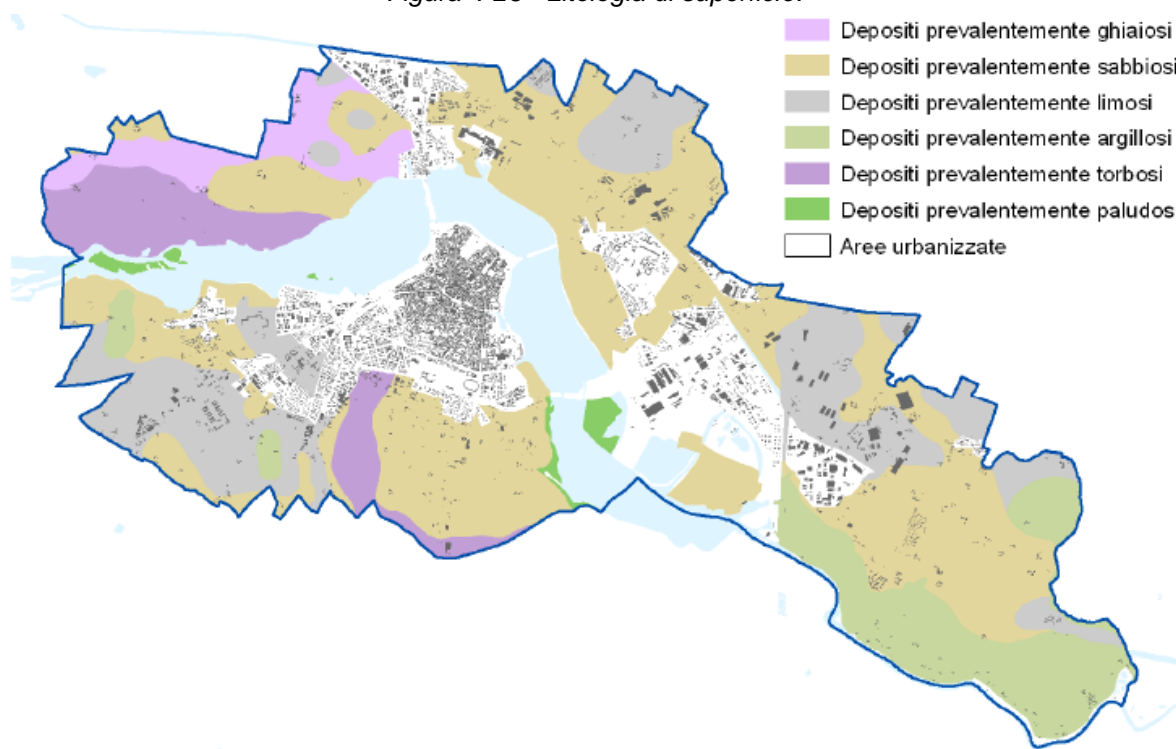 Depositi prevalentemente ghiaiosi
Depositi prevalentemente sabbiosi
Depositi prevalentemente limosi
Depositi prevalentemente argillosi
Depositi prevalentemente torbosi
Depositi prevalentemente paludos
Aree urbanizzate